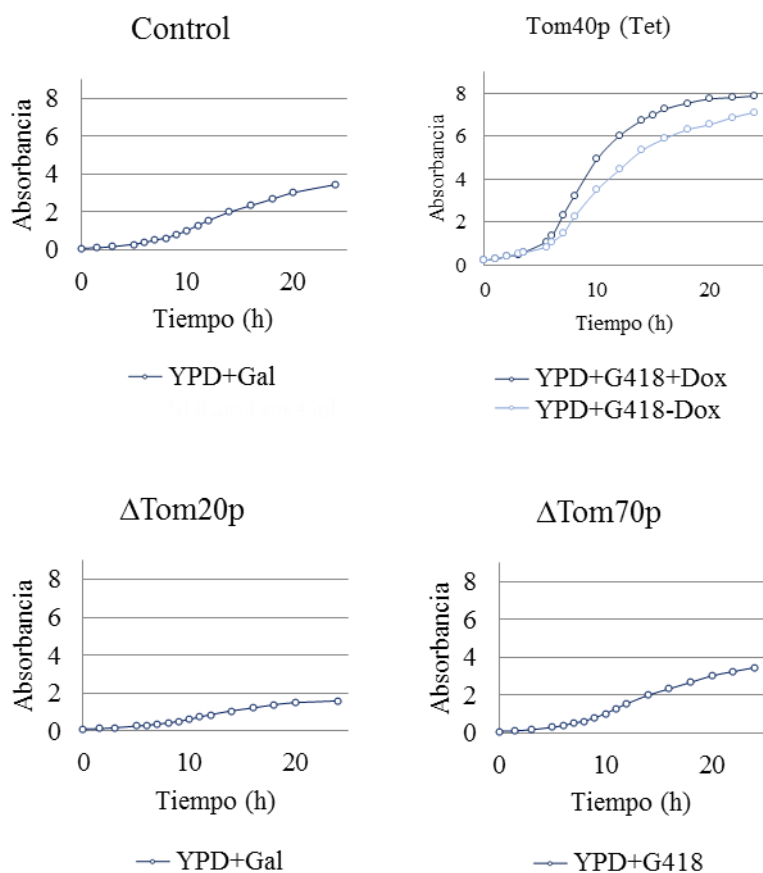 Control
8
6
4
2
0
Absorbancia
0 10 20
Tiempo (h)
YPD+Gal
Tom40p (Tet)
8
6
4
2
0
Absorbancia
0 10 20
Tiempo (h)
YPD+G418+Dox
YPD+G418-Dox
ΔTom20p
8
6
4
2
0
Absorbancia
0 10 20
Tiempo (h)
YPD+Gal
ΔTom70p
8
6
4
2
0
Absorbancia
0 10 20
Tiempo (h)
YPD+G418